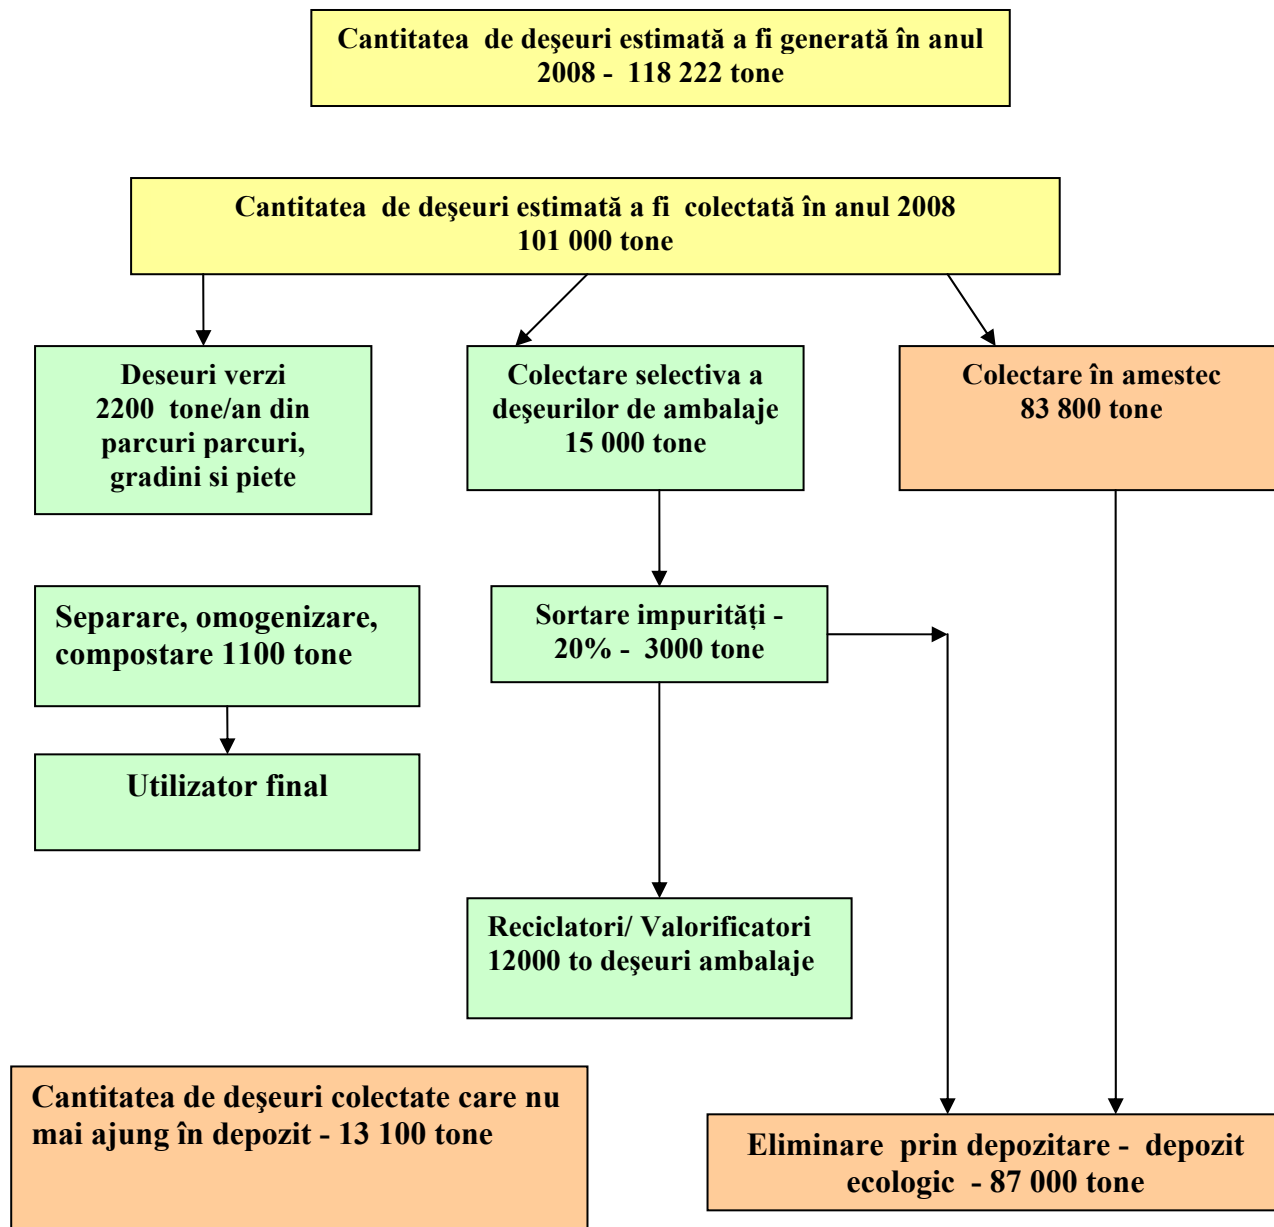 Cantitatea de deşeuri estimată a fi generată în anul
2008 - 118 222 tone
Cantitatea de deşeuri estimată a fi colectată în anul 2008
101 000 tone
Deseuri verzi
2200 tone/an din
parcuri parcuri,
gradini si piete
Colectare selectiva a
deşeurilor de ambalaje
15 000 tone
Colectare în amestec
83 800 tone
Separare, omogenizare,
compostare 1100 tone
Sortare impurități -
20% - 3000 tone
Utilizator final
Reciclatori/ Valorificatori
12000 to deşeuri ambalaje
Cantitatea de deşeuri colectate care nu
mai ajung în depozit - 13 100 tone
Eliminare prin depozitare - depozit
ecologic - 87 000 tone